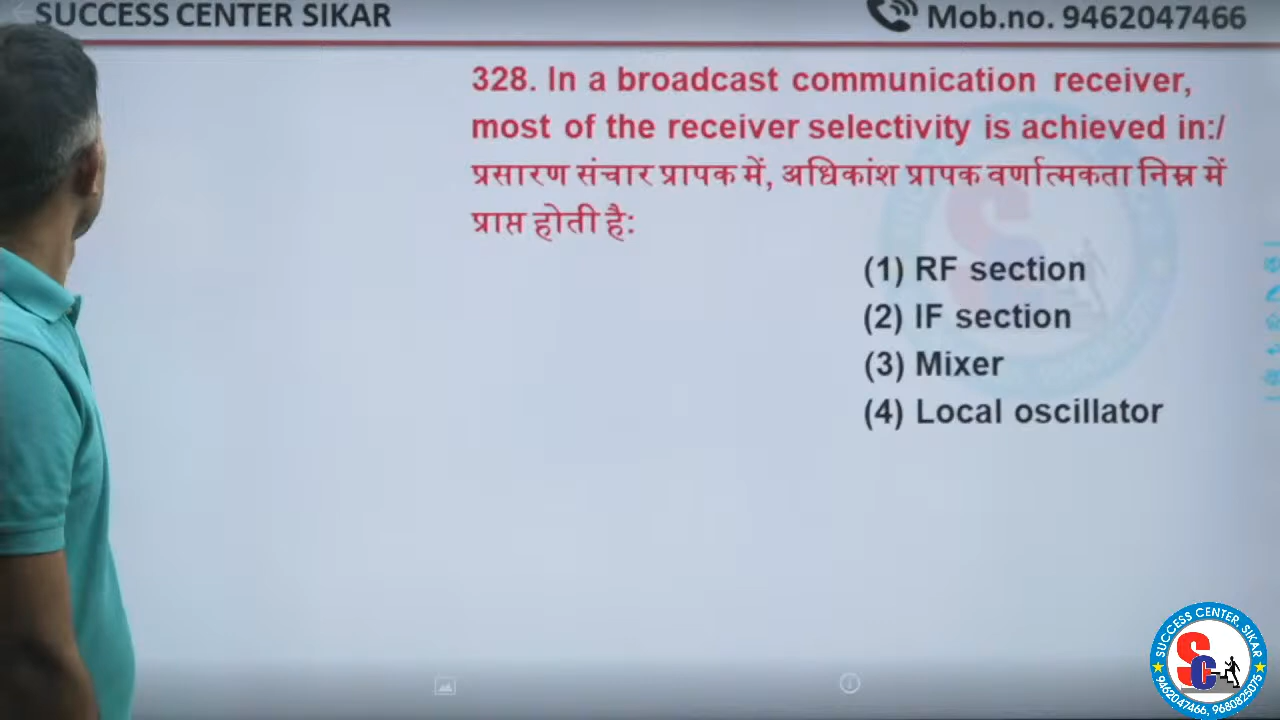 SUCCESS CENTER SIKAR
Mob.no. 9462047466
328. In a broadcast communication receiver,
most of the receiver selectivity is achieved in:/
प्रसारण संचार प्रापक में, अधिकांश प्रापक वर्णात्मकता निम्न में
प्राप्त होती है:
(1) RF section
(2) IF section
(3) Mixer
(4) Local oscillator
SUCCESS CENTER, SIKAR
SC
9462047466, 9680825075